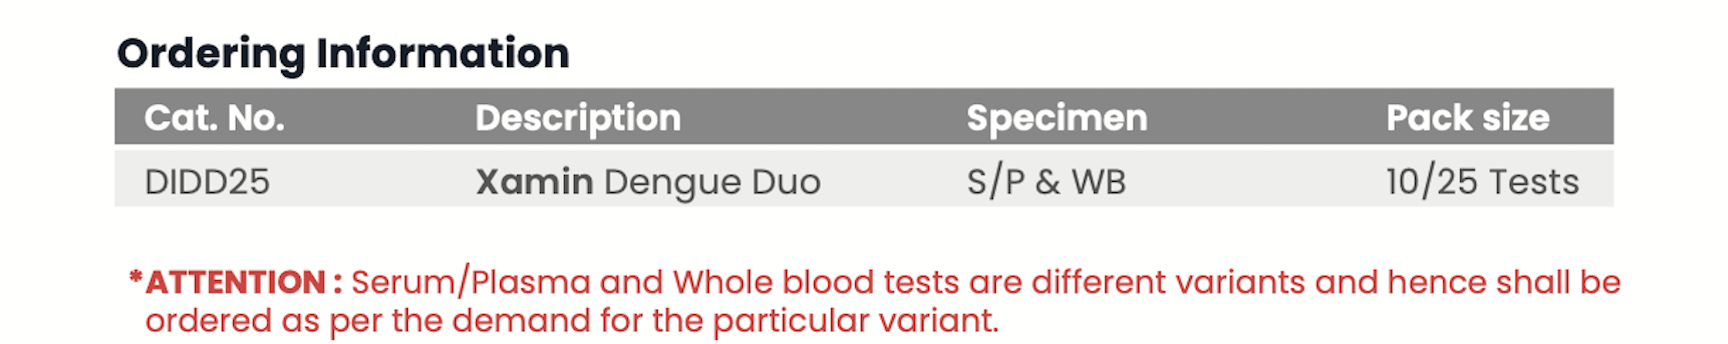 Ordering Information
Cat. No. Description Specimen Pack size
DIDD25 Xamin Dengue Duo S/P & WB 10/25 Tests
*ATTENTION : Serum/Plasma and Whole blood tests are different variants and hence shall be
ordered as per the demand for the particular variant.